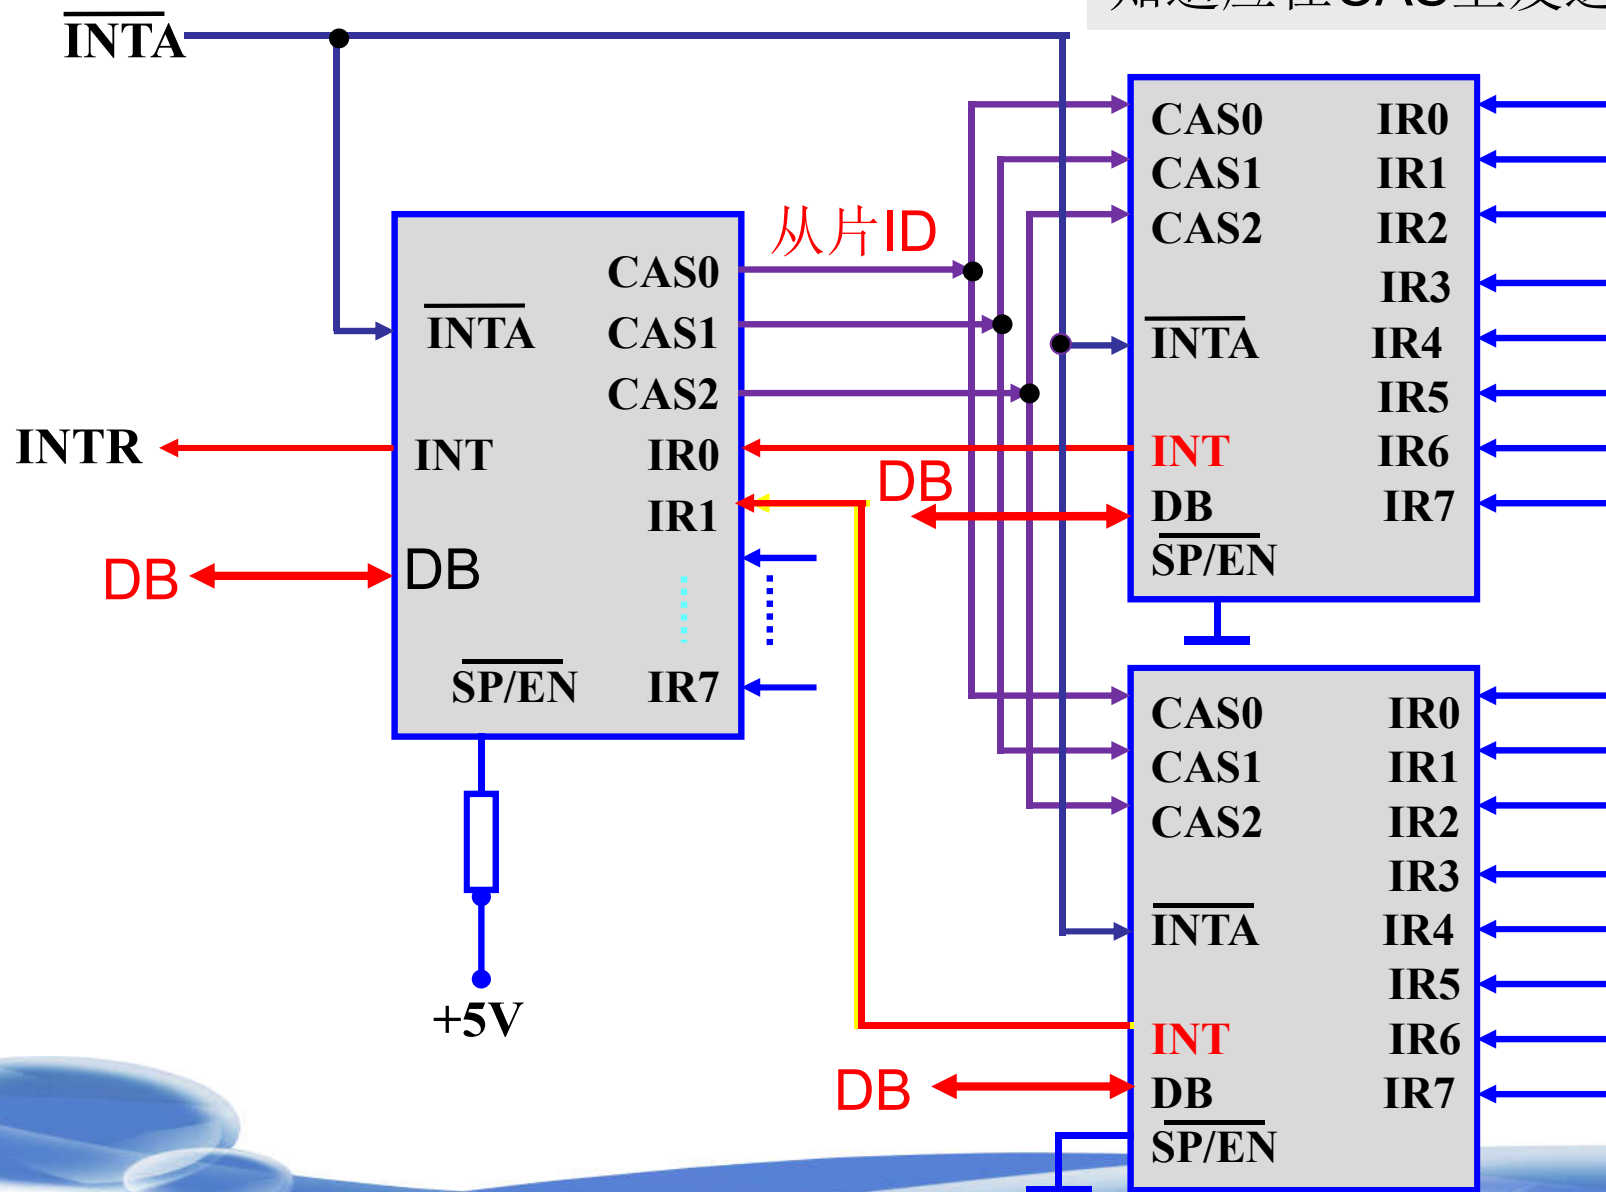 INTA
从片ID
CAS0
INTA
CAS1
CAS2
INTR
INT
IR0
IR1
DB
DB
SP/EN
IR7
+5V
CAS0
IR0
CAS1
IR1
CAS2
IR2
IR3
INTA
IR4
IR5
INT
IR6
DB
DB
IR7
SP/EN
CAS0
IR0
CAS1
IR1
CAS2
IR2
IR3
INTA
IR4
IR5
INT
IR6
DB
DB
IR7
SP/EN